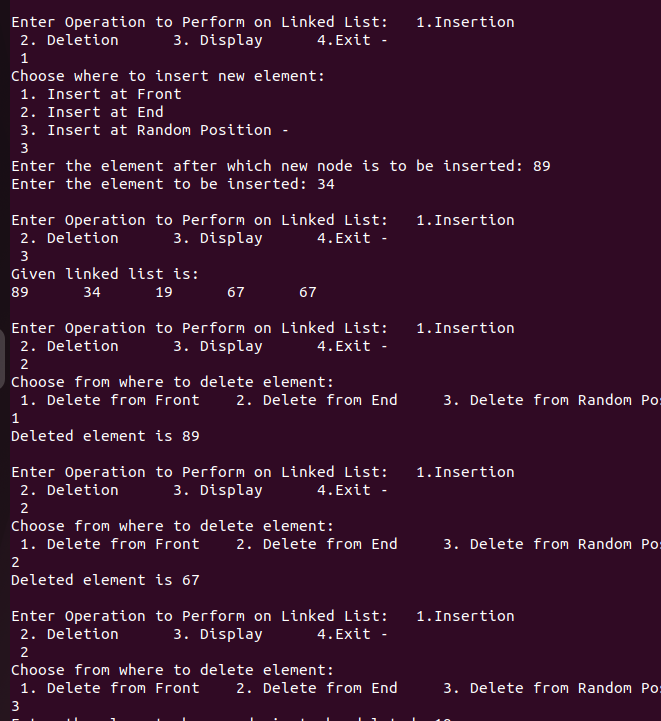 Enter Operation to Perform on Linked List:   1.Insertion
 2. Deletion      3. Display      4.Exit -
 1
Choose where to insert new element:
 1. Insert at Front
 2. Insert at End
 3. Insert at Random Position -
 3
Enter the element after which new node is to be inserted: 89
Enter the element to be inserted: 34

Enter Operation to Perform on Linked List:   1.Insertion
 2. Deletion      3. Display      4.Exit -
 3
Given linked list is:
89      34      19      67      67

Enter Operation to Perform on Linked List:   1.Insertion
 2. Deletion      3. Display      4.Exit -
 2
Choose from where to delete element:
 1. Delete from Front    2. Delete from End     3. Delete from Random Po
1
Deleted element is 89

Enter Operation to Perform on Linked List:   1.Insertion
 2. Deletion      3. Display      4.Exit -
 2
Choose from where to delete element:
 1. Delete from Front    2. Delete from End     3. Delete from Random Po
2
Deleted element is 67

Enter Operation to Perform on Linked List:   1.Insertion
 2. Deletion      3. Display      4.Exit -
 2
Choose from where to delete element:
 1. Delete from Front    2. Delete from End     3. Delete from Random Po
3